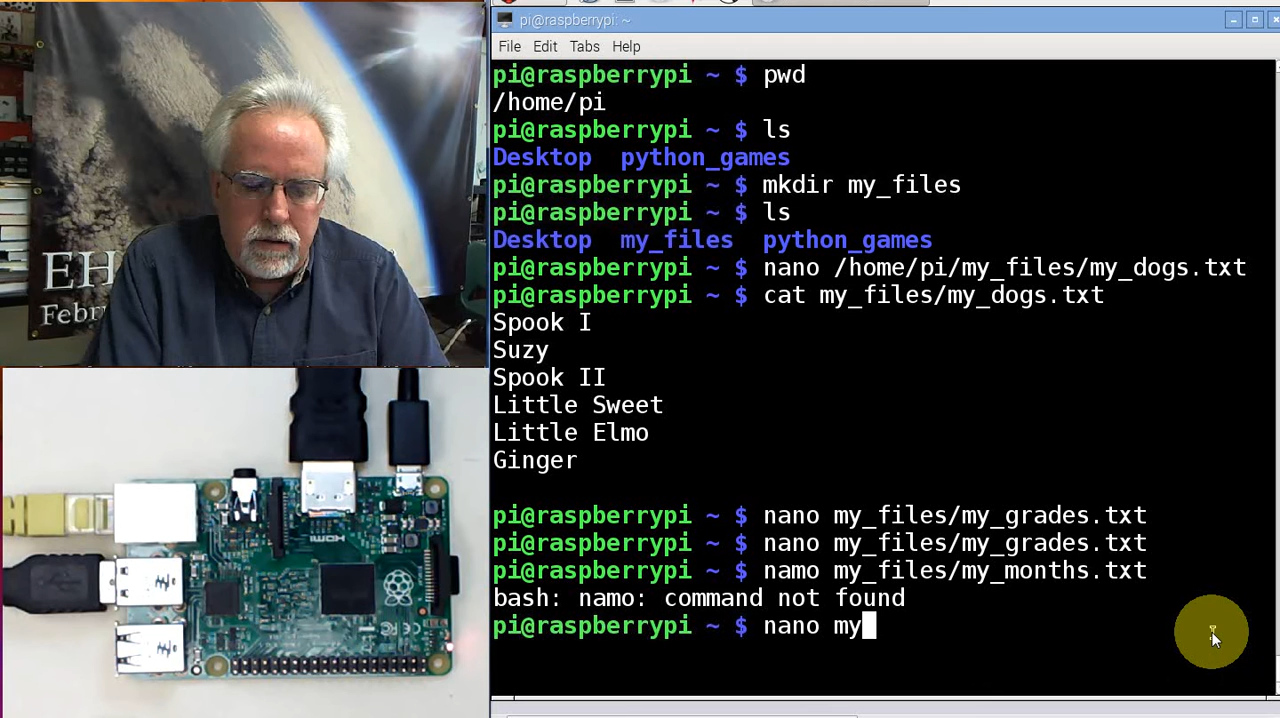 EH
Febru
HDMI
pi@raspberrypi: ~
File Edit Tabs Help
pi@raspberrypi ~ $ pwd
/home/pi
pi@raspberrypi ~ $ ls
Desktop python_games
pi@raspberrypi ~ $ mkdir my_files
pi@raspberrypi ~ $ ls
Desktop my_files python_games
pi@raspberrypi ~ $ nano /home/pi/my_files/my_dogs.txt
pi@raspberrypi ~ $ cat my_files/my_dogs.txt
Spook I
Suzy
Spook II
Little Sweet
Little Elmo
Ginger
pi@raspberrypi ~ $ nano my_files/my_grades.txt
pi@raspberrypi ~ $ nano my_files/my_grades.txt
pi@raspberrypi ~ $ namo my_files/my_months.txt
bash: namo: command not found
pi@raspberrypi ~ $ nano my